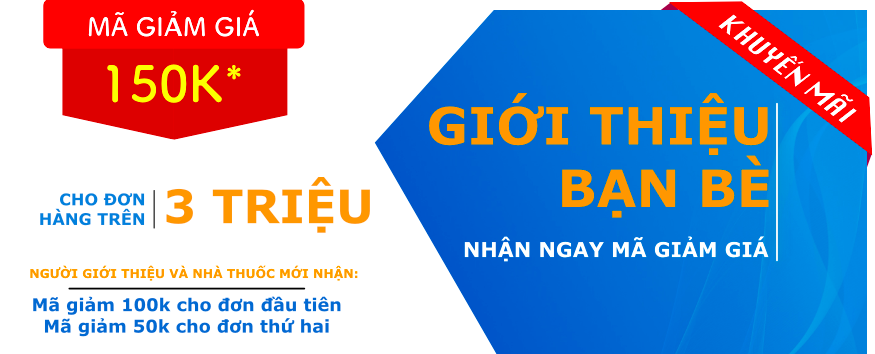 MÃ GIẢM GIÁ
150K*
CHO ĐƠN
HÀNG TRÊN
3 TRIỆU
NGƯỜI GIỚI THIỆU VÀ NHÀ THUỐC MỚI NHẬN:
Mã giảm 100k cho đơn đầu tiên
Mã giảm 50k cho đơn thứ hai
KHUYẾN MÃI
GIỚI THIỆU
BẠN BÈ
NHẬN NGAY MÃ GIẢM GIÁ